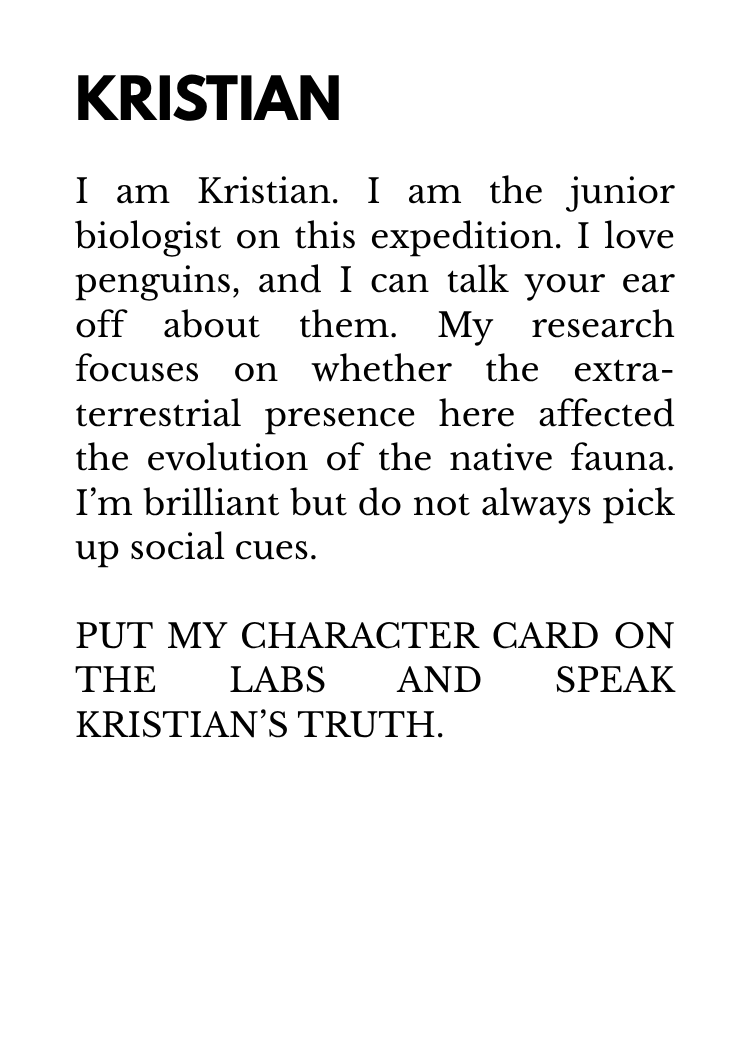 KRISTIAN
I am Kristian. I am the junior
biologist on this expedition. I love
penguins, and I can talk your ear
off about them. My research
focuses on whether the extra-
terrestrial presence here affected
the evolution of the native fauna.
I’m brilliant but do not always pick
up social cues.
PUT MY CHARACTER CARD ON
THE LABS AND SPEAK
KRISTIAN’S TRUTH.